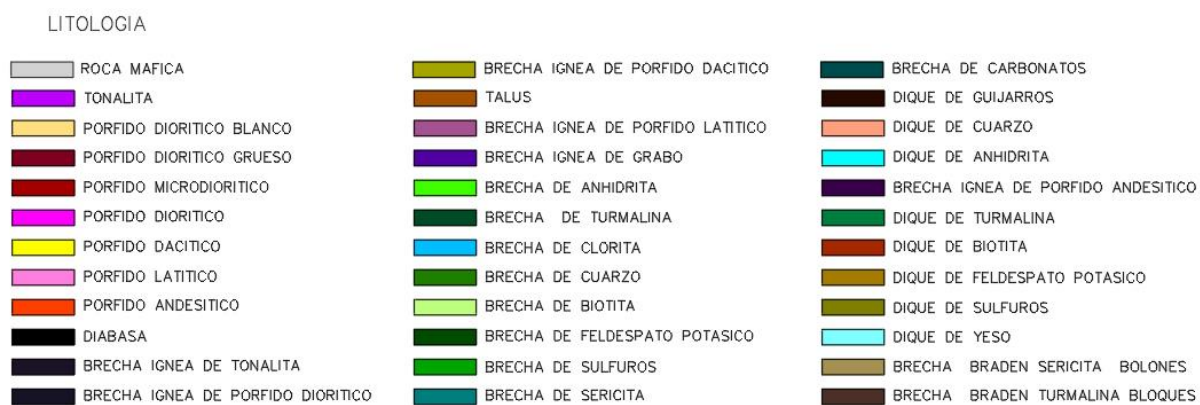 LITOLOGIA
ROCA MAFICA
TONALITA
PORFIDO DIORITICO BLANCO
PORFIDO DIORITICO GRUESO
PORFIDO MICRODIORITICO
PORFIDO DIORITICO
PORFIDO DACITICO
PORFIDO LATITICO
PORFIDO ANDESITICO
DIABASA
BRECHA IGNEA DE TONALITA
BRECHA IGNEA DE PORFIDO DIORITICO
BRECHA IGNEA DE PORFIDO DACITICO
TALUS
BRECHA IGNEA DE PORFIDO LATITICO
BRECHA IGNEA DE GRABO
BRECHA DE ANHIDRITA
BRECHA DE TURMALINA
BRECHA DE CLORITA
BRECHA DE CUARZO
BRECHA DE BIOTITA
BRECHA DE FELDESPATO POTASICO
BRECHA DE SULFUROS
BRECHA DE SERICITA
BRECHA DE CARBONATOS
DIQUE DE GUIJARROS
DIQUE DE CUARZO
DIQUE DE ANHIDRITA
BRECHA IGNEA DE PORFIDO ANDESITICO
DIQUE DE TURMALINA
DIQUE DE BIOTITA
DIQUE DE FELDESPATO POTASICO
DIQUE DE SULFUROS
DIQUE DE YESO
BRECHA BRADEN SERICITA BOLONES
BRECHA BRADEN TURMALINA BLOQUES